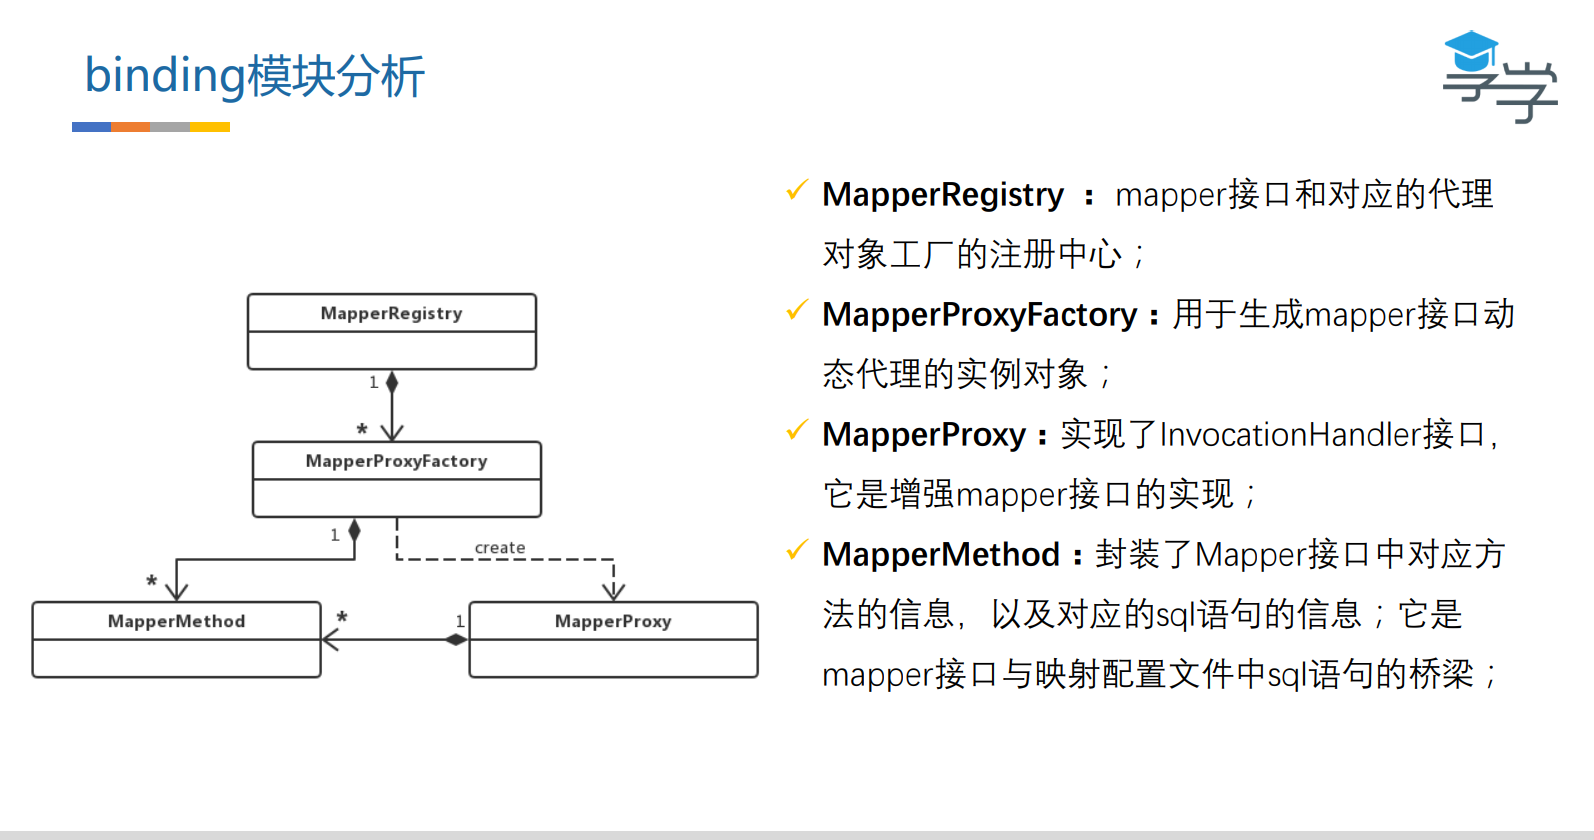 binding模块分析
享学
MapperRegistry ： mapper接口和对应的代理
对象工厂的注册中心；
MapperProxyFactory：用于生成mapper接口动
态代理的实例对象；
MapperProxy：实现了InvocationHandler接口，
它是增强mapper接口的实现；
MapperMethod：封装了Mapper接口中对应方
法的信息，以及对应的sql语句的信息；它是
mapper接口与映射配置文件中sql语句的桥梁；
MapperRegistry
1
*
MapperProxyFactory
1
create
*
MapperMethod
*
1
MapperProxy